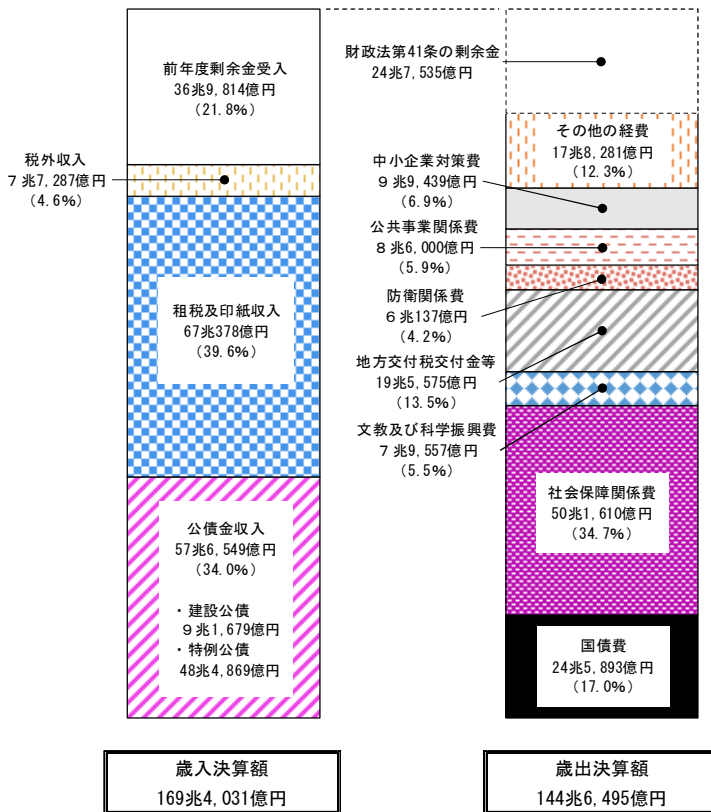 前年度剰余金受入
36兆9,814億円
（21.8%）
税外収入
７兆7,287億円
（4.6%）
租税及印紙収入
67兆378億円
（39.6%）
公債金収入
57兆6,549億円
（34.0%）
・建設公債
９兆1,679億円
・特例公債
48兆4,869億円
歳入決算額
169兆4,031億円
財政法第41条の剰余金
24兆7,535億円
その他の経費
17兆8,281億円
（12.3%）
中小企業対策費
９兆9,439億円
（6.9%）
公共事業関係費
８兆6,000億円
（5.9%）
防衛関係費
６兆137億円
（4.2%）
地方交付税交付金等
19兆5,575億円
（13.5%）
文教及び科学振興費
７兆9,557億円
（5.5%）
社会保障関係費
50兆1,610億円
（34.7%）
国債費
24兆5,893億円
（17.0%）
歳出決算額
144兆6,495億円